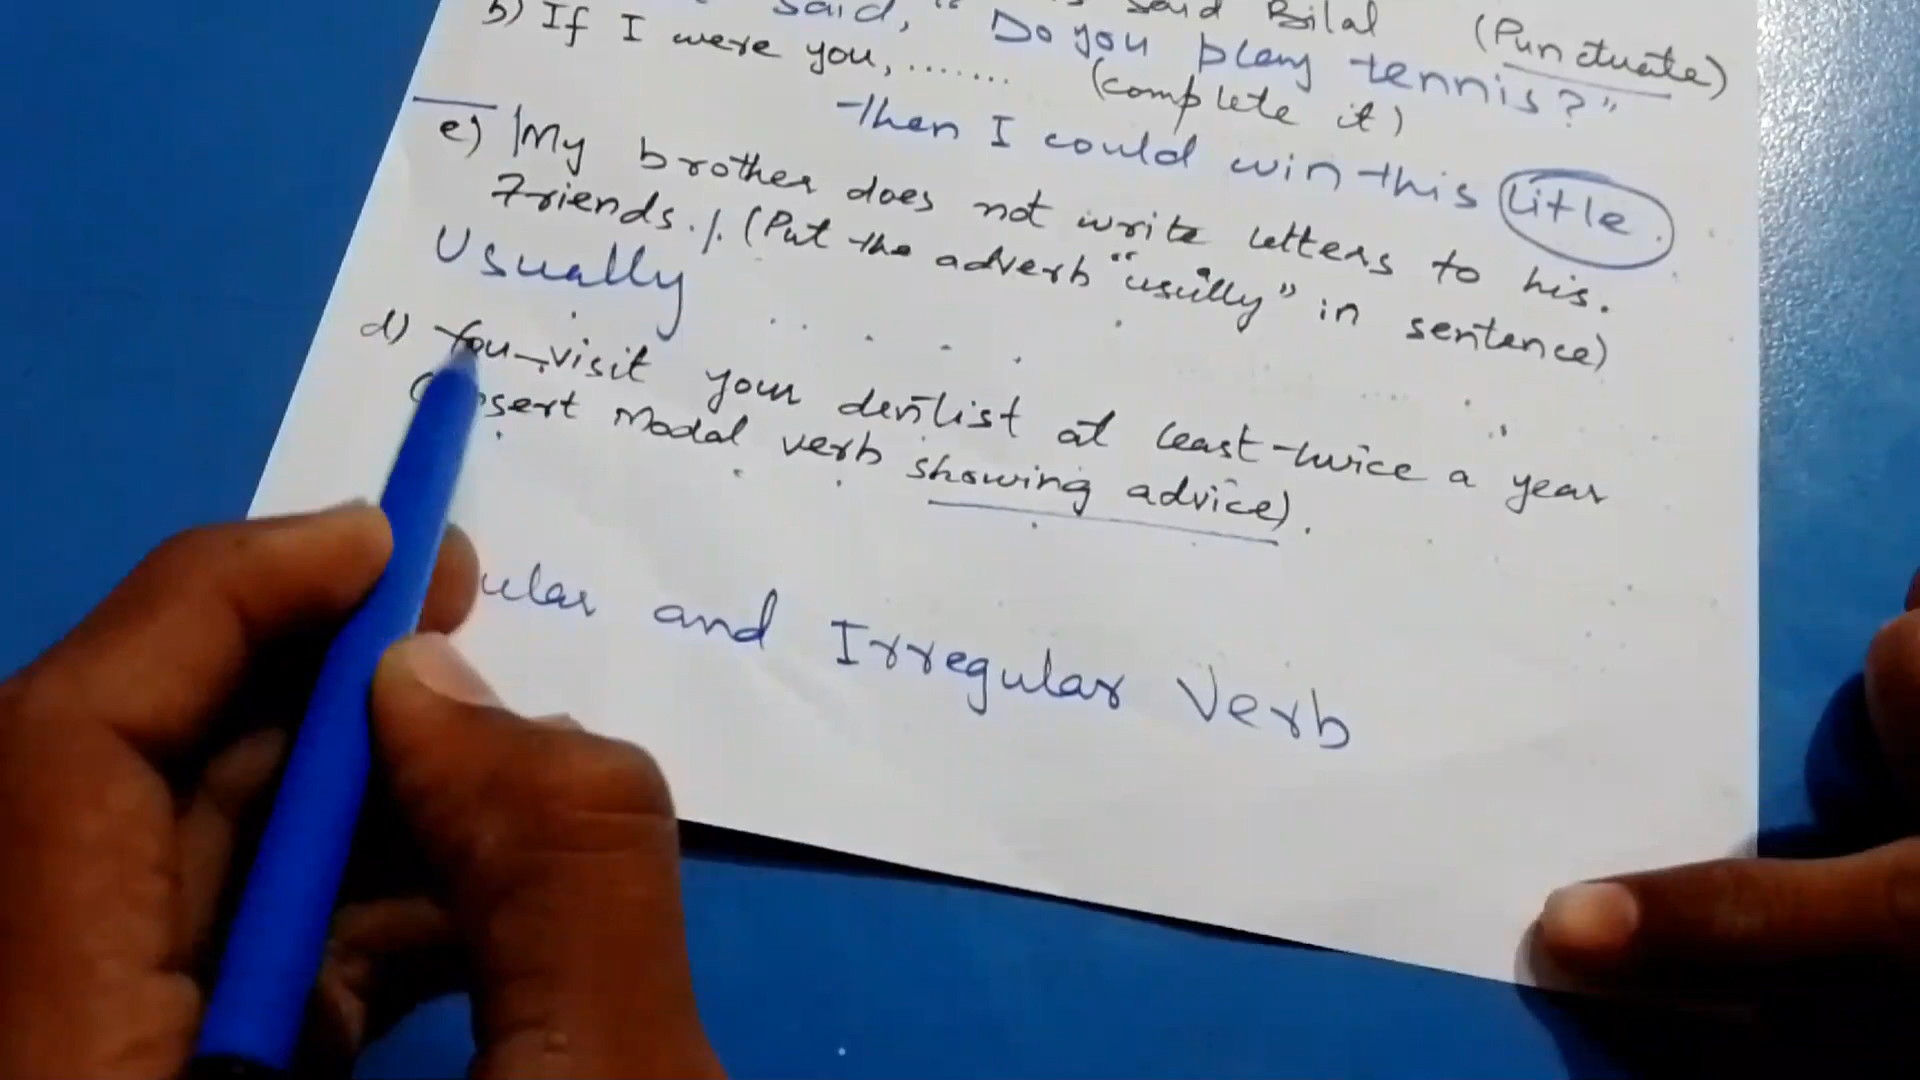 said, " said Bilal (Punctuate)
"Do you play tennis?"
b) If I were you, ....... (complete it)
then I could win this litle.
e) My brother does not write letters to his.
Friends. (Put the adverb "usully" in sentence)
Usually
d) You - visit your dentist at least twice a year
sert Modal verb showing advice).
ular and Irregular Verb